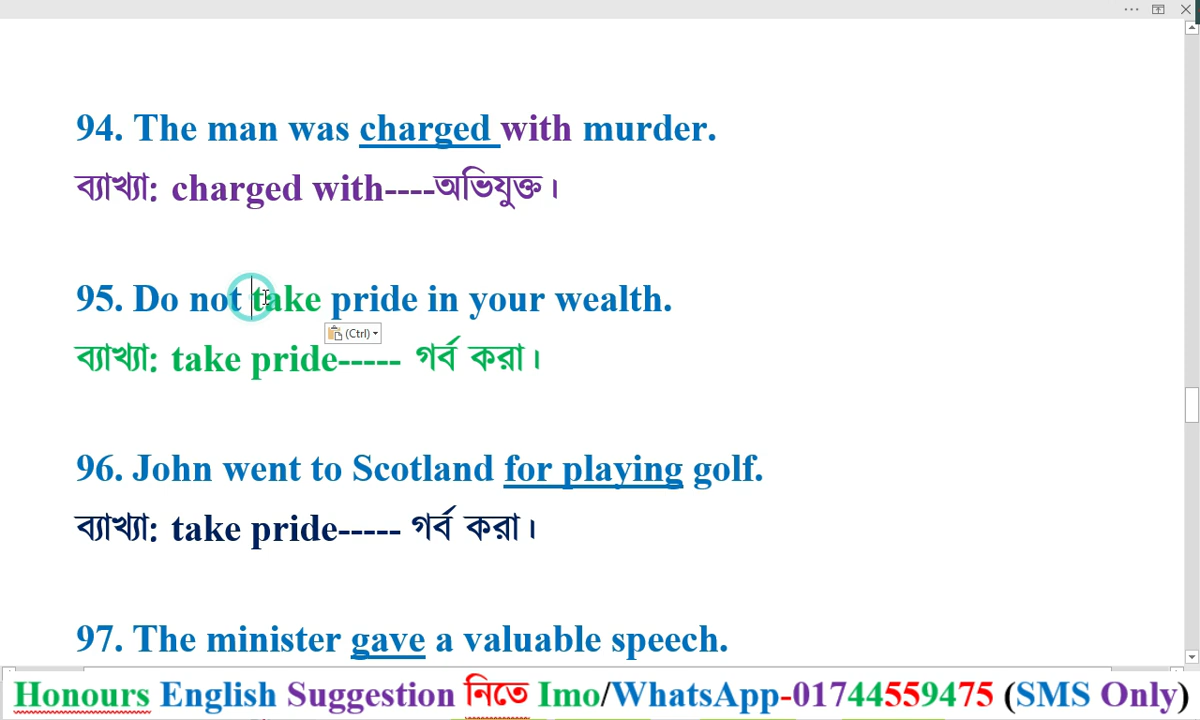 94. The man was charged with murder.
ব্যাখ্যা: charged with----অভিযুক্ত।
95. Do not take pride in your wealth.
(Ctrl)
ব্যাখ্যা: take pride----- গর্ব করা।
96. John went to Scotland for playing golf.
ব্যাখ্যা: take pride----- গর্ব করা।
97. The minister gave a valuable speech.
Honours English Suggestion নিতে Imo/WhatsApp-01744559475 (SMS Only)